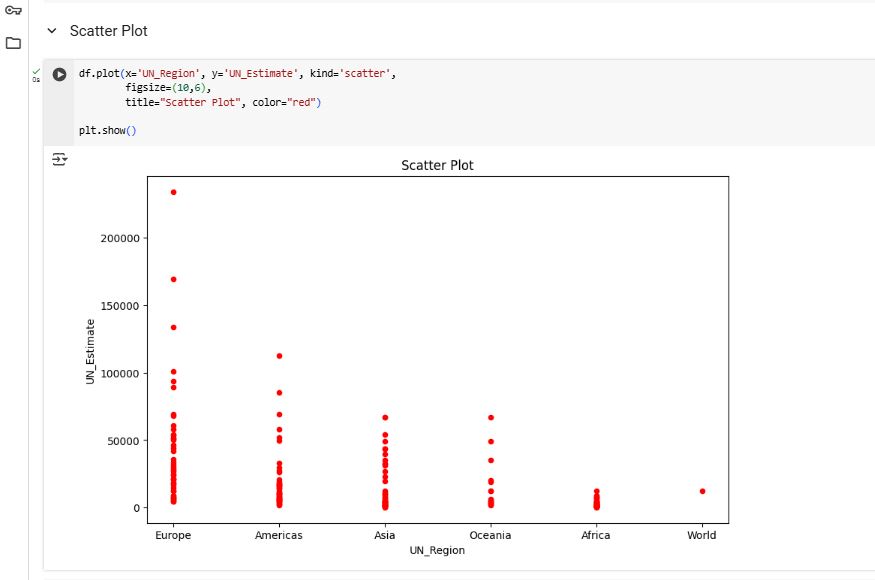 Scatter Plot
0s
df.plot(x='UN_Region', y='UN_Estimate', kind='scatter',
figsize=(10,6),
title="Scatter Plot", color="red")
plt.show()
Scatter Plot
200000
150000
100000
50000
0
UN_Estimate
Europe Americas Asia Oceania Africa World
UN_Region